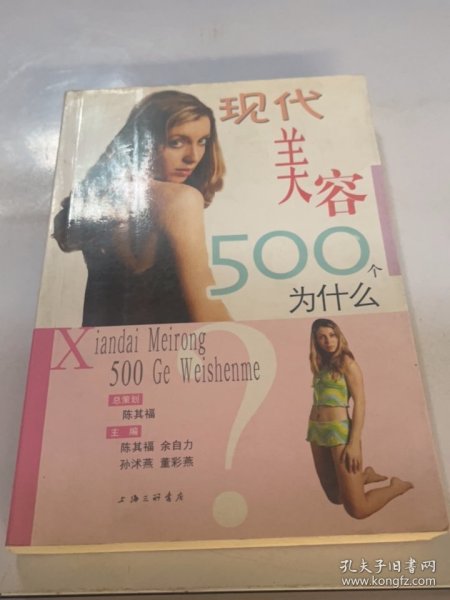 现代
美容
500个
为什么
Xiandai Meirong
500 Ge Weishenme
?
总策划
陈其福
主编
陈其福 余自力
孙沭燕 董彩燕
上海三联书店
孔夫子旧书网
www.kongfz.com